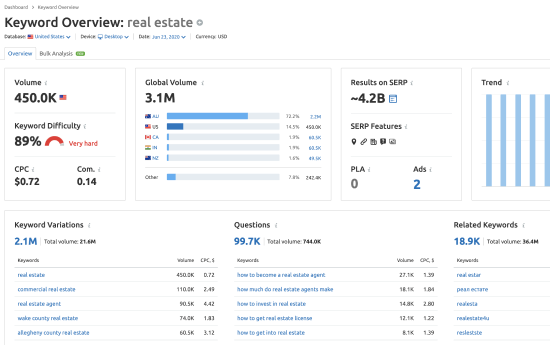 Dashboard > Keyword Overview
Keyword Overview: real estate
Database: United States Device: Desktop Date: Jun 23, 2020 Currency: USD
Overview Bulk Analysis
Volume i
450.0K
Keyword Difficulty i
89% Very hard
CPC i Com. i
$0.72 0.14
Global Volume i
3.1M
AU 72.2% 2.2M
US 14.5% 450.0K
CA 1.9% 60.5K
IN 1.9% 60.5K
NZ 1.6% 49.5K
Other 7.8% 242.4K
Results on SERP i
~4.2B
SERP Features i
PLA i Ads i
0 2
Trend i
Keyword Variations i
2.1M Total volume: 21.6M
Keywords Volume CPC, $
real estate 450.0K 0.72
commercial real estate 110.0K 2.49
real estate agent 90.5K 4.42
wake county real estate 74.0K 1.83
allegheny county real estate 60.5K 3.12
Questions i
99.7K Total volume: 744.0K
Keywords Volume CPC, $
how to become a real estate agent 27.1K 1.39
how much do real estate agents make 18.1K 1.84
how to invest in real estate 14.8K 2.80
how to get real estate license 12.1K 1.22
how to get into real estate 8.1K 1.39
Related Keywords i
18.9K Total volume: 36.4M
Keywords
real estar
реал естате
realesta
realestate4u
reslestste